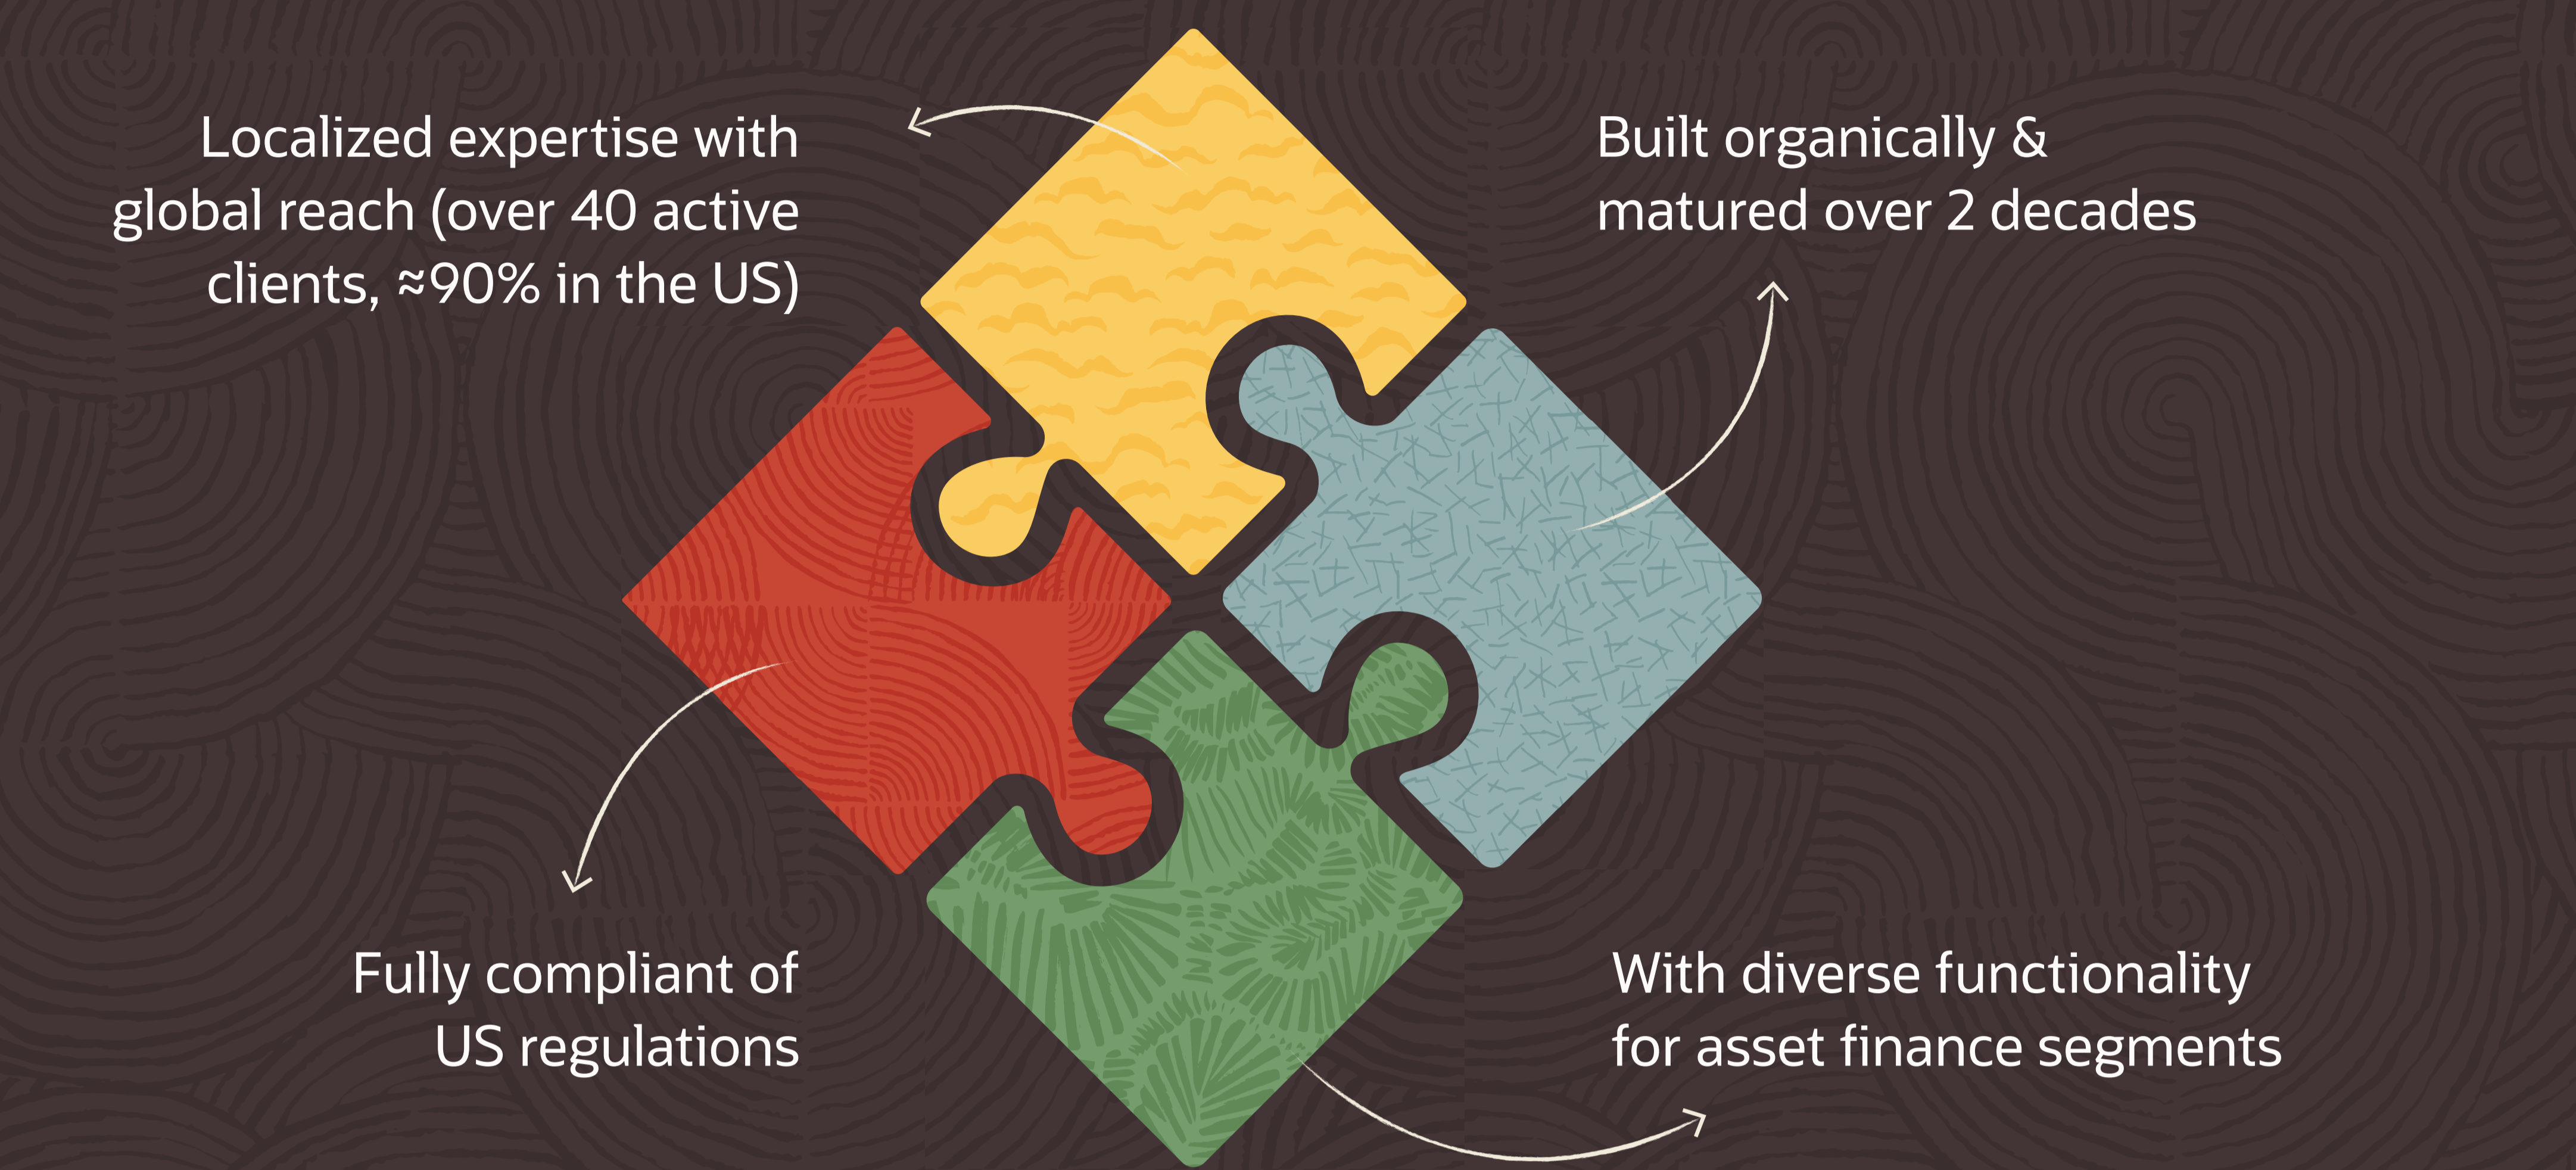 Localized expertise with
global reach (over 40 active
clients, ≈90% in the US)
Built organically &
matured over 2 decades
Fully compliant of
US regulations
With diverse functionality
for asset finance segments